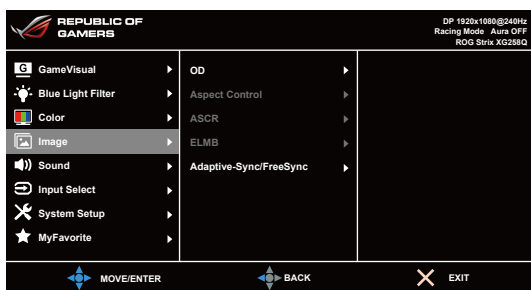 REPUBLIC OF
GAMERS
DP 1920x1080@240Hz
Racing Mode Aura OFF
ROG Strix XG258Q
G GameVisual
Blue Light Filter
Color
Image
Sound
Input Select
System Setup
MyFavorite
OD
Aspect Control
ASCR
ELMB
Adaptive-Sync/FreeSync
MOVE/ENTER
BACK
EXIT